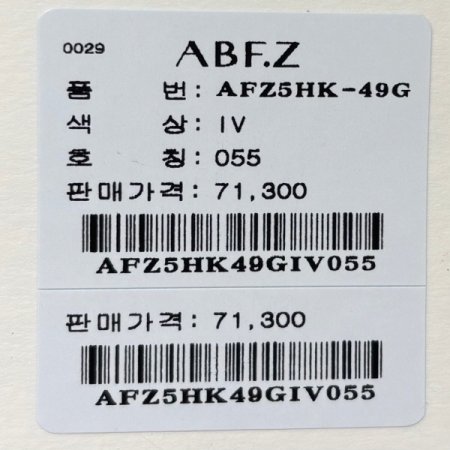 0029 ABF.Z
품 번: AFZ5HK-49G
색 상: IV
호 칭: 055
판매가격: 71,300
AFZ5HK49GIV055
판매가격: 71,300
AFZ5HK49GIV055